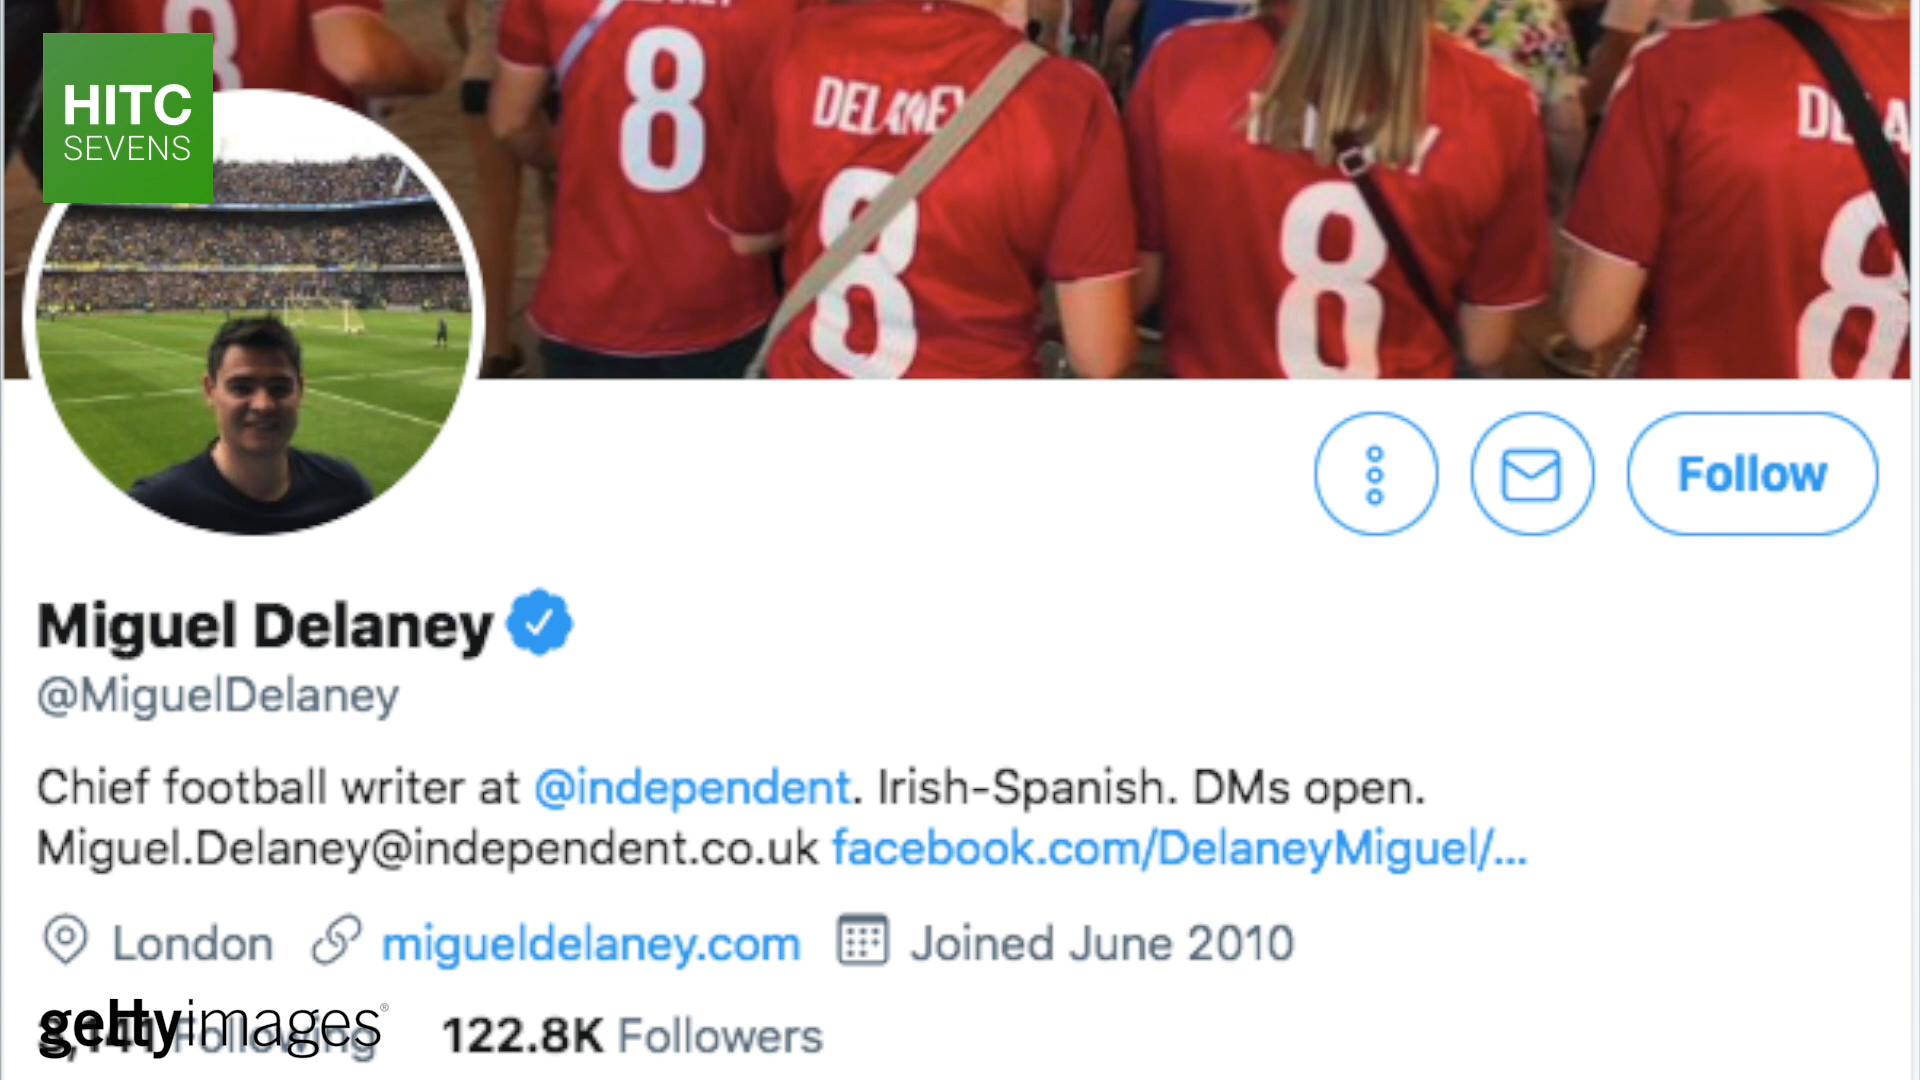 HITC
SEVENS
8
8
DELANEY
8
8
8
Miguel Delaney
@MiguelDelaney
Follow
Chief football writer at @independent. Irish-Spanish. DMs open.
Miguel.Delaney@independent.co.uk facebook.com/DelaneyMiguel/...
London migueldelaney.com Joined June 2010
gettyimages
Following 122.8K Followers